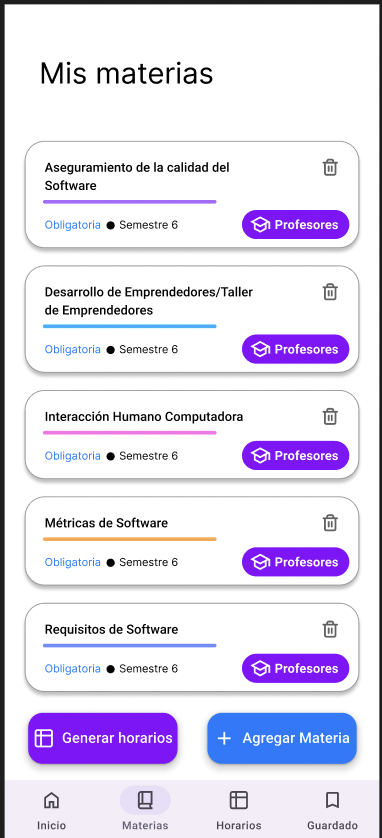 Mis materias
Aseguramiento de la calidad del
Software
Obligatoria ● Semestre 6
Profesores
Desarrollo de Emprendedores/Taller
de Emprendedores
Obligatoria ● Semestre 6
Profesores
Interacción Humano Computadora
Obligatoria ● Semestre 6
Profesores
Métricas de Software
Obligatoria ● Semestre 6
Profesores
Requisitos de Software
Obligatoria ● Semestre 6
Profesores
Generar horarios
Agregar Materia
Inicio
Materias
Horarios
Guardado